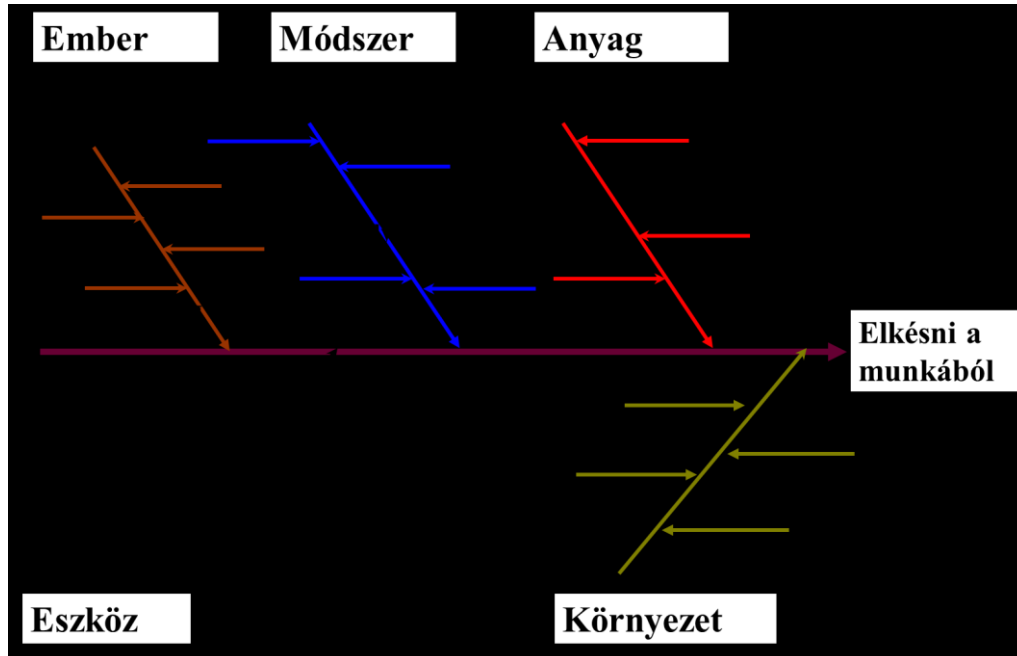 Ember
Módszer
Anyag
Elkésni a
munkából
Eszköz
Környezet